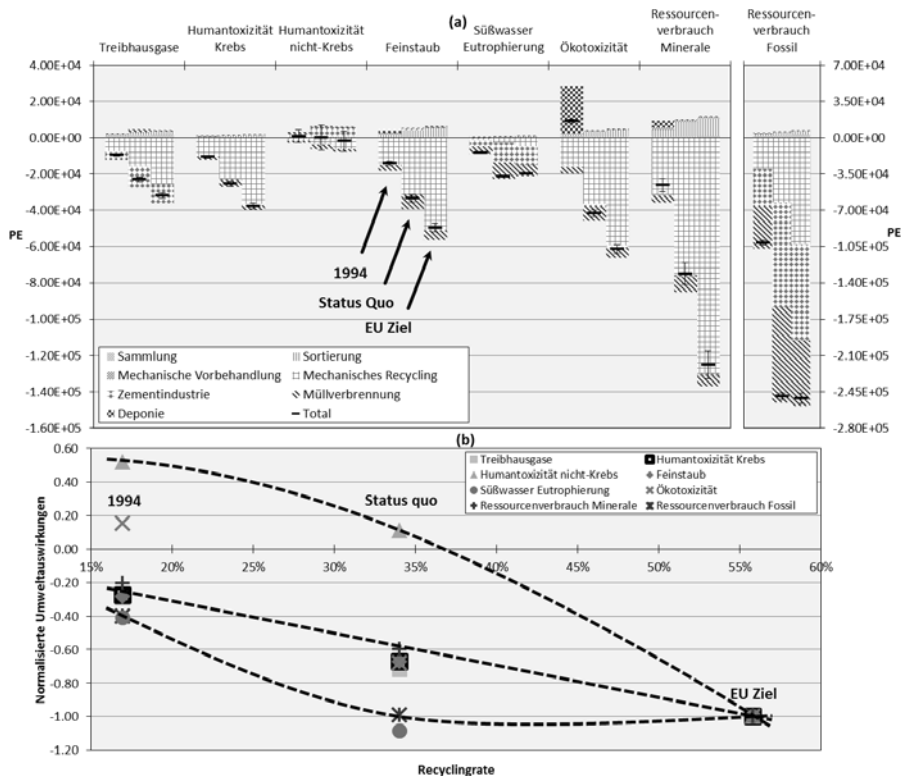 (a)
Treibhausgase
Humantoxizität
Krebs
Humantoxizität
nicht-Krebs
Feinstaub
Süßwasser
Eutrophierung
Ökotoxizität
Ressourcen-
verbrauch
Minerale
Ressourcen-
verbrauch
Fossil
4.00E+04 7.00E+04
2.00E+04 3.50E+04
0.00E+00 0.00E+00
-2.00E+04 -3.50E+04
-4.00E+04 -7.00E+04
PE PE
-6.00E+04 -1.05E+05
-8.00E+04 -1.40E+05
-1.00E+05 -1.75E+05
-1.20E+05 -2.10E+05
-1.40E+05 -2.45E+05
-1.60E+05 -2.80E+05
1994
Status Quo
EU Ziel
Sammlung Sortierung
Mechanische Vorbehandlung Mechanisches Recycling
Zementindustrie Müllverbrennung
Deponie Total
(b)
Normalisierte Umweltauswirkungen
0.60
0.40
0.20
0.00
-0.20
-0.40
-0.60
-0.80
-1.00
-1.20
15% 20% 25% 30% 35% 40% 45% 50% 55% 60%
1994
Status quo
EU Ziel
Treibhausgase Humantoxizität Krebs
Humantoxizität nicht-Krebs Feinstaub
Süßwasser Eutrophierung Ökotoxizität
Ressourcenverbrauch Minerale Ressourcenverbrauch Fossil
Recyclingrate